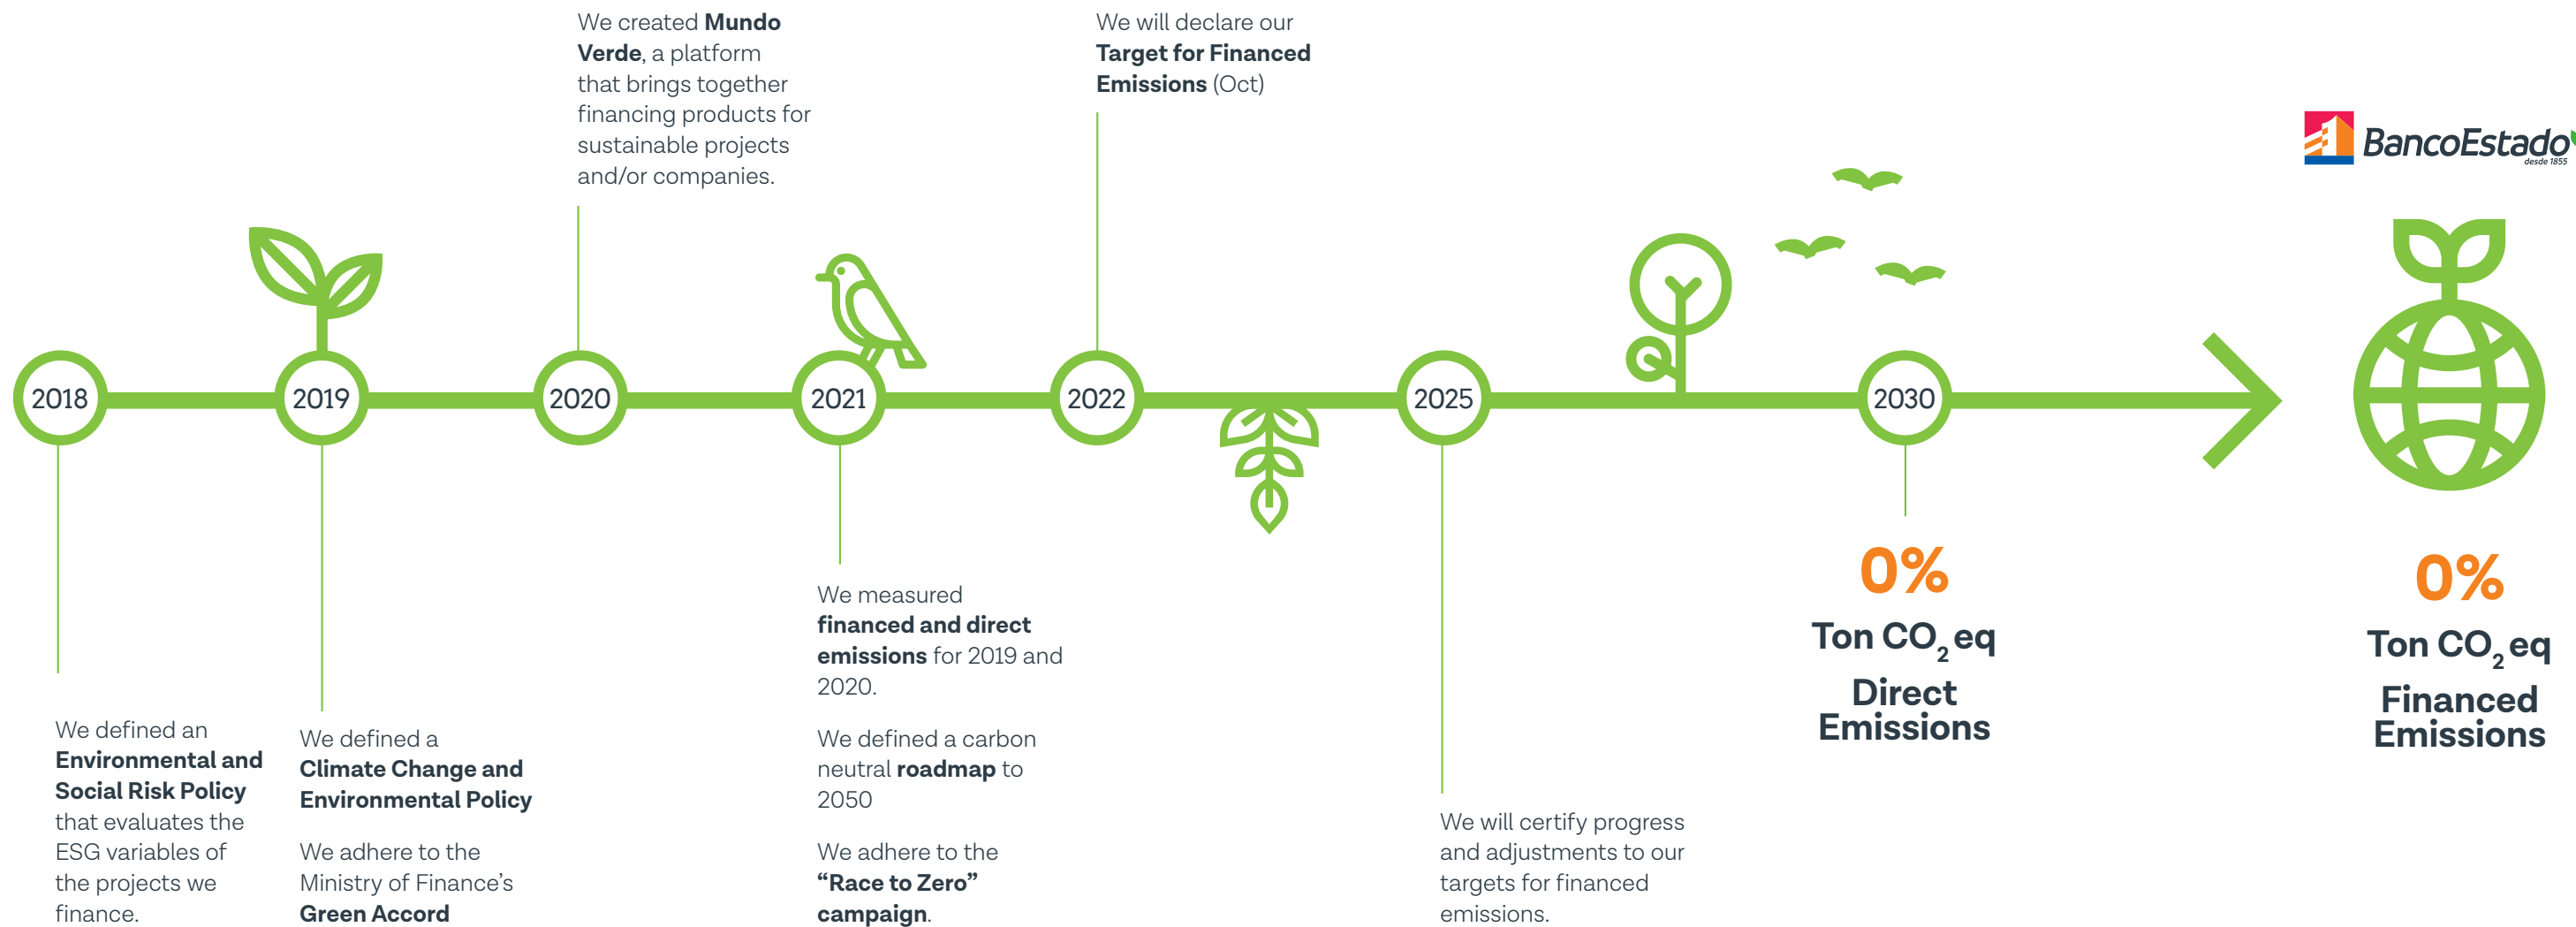 We created Mundo
Verde, a platform
that brings together
financing products for
sustainable projects
and/or companies.
We will declare our
Target for Financed
Emissions (Oct)
BancoEstado
desde 1855
2018
2019
2020
2021
2022
2025
2030
We defined an
Environmental and
Social Risk Policy
that evaluates the
ESG variables of
the projects we
finance.
We defined a
Climate Change and
Environmental Policy
We adhere to the
Ministry of Finance’s
Green Accord
We measured
financed and direct
emissions for 2019 and
2020.
We defined a carbon
neutral roadmap to
2050
We adhere to the
“Race to Zero”
campaign.
We will certify progress
and adjustments to our
targets for financed
emissions.
0%
Ton CO₂ eq
Direct
Emissions
0%
Ton CO₂ eq
Financed
Emissions